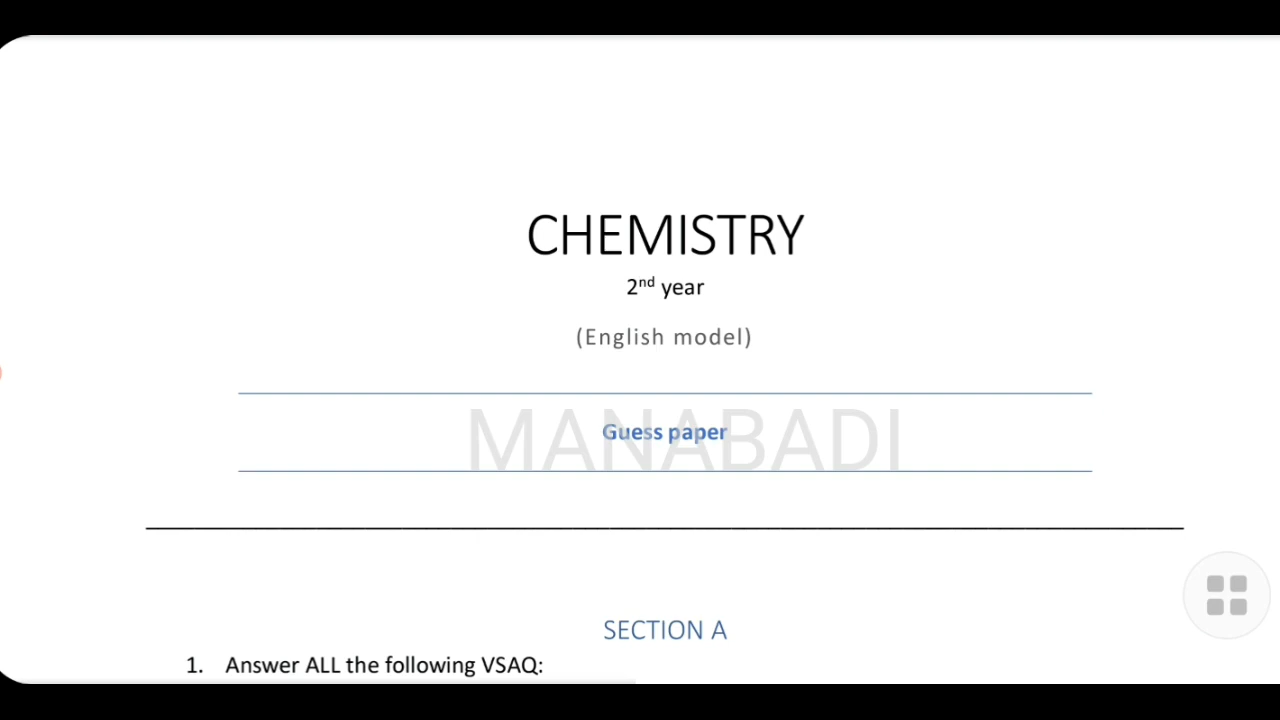 CHEMISTRY
2nd year
(English model)
MANABADI
Guess paper
SECTION A
1. Answer ALL the following VSAQ: